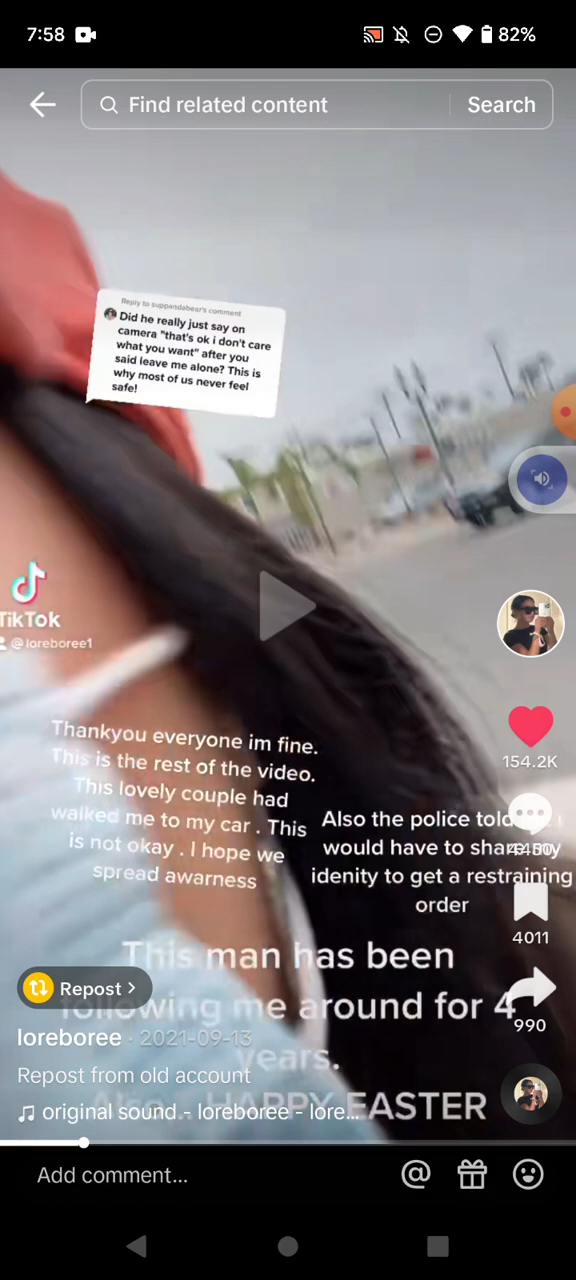 7:58
82%
Find related content
Search
Reply to suppandabear's comment
Did he really just say on
camera "that's ok i don't care
what you want" after you
said leave me alone? This is
why most of us never feel
safe!
TikTok
@loreboree1
Thankyou everyone im fine.
This is the rest of the video.
This lovely couple had
walked me to my car . This
is not okay . I hope we
spread awarness
Also the police told
would have to share my
idenity to get a restraining
order
154.2K
4011
990
This man has been
following me around for 4
years.
HAPPY EASTER
Repost >
loreboree · 2021-09-13
Repost from old account
original sound - loreboree - lore...
Add comment...